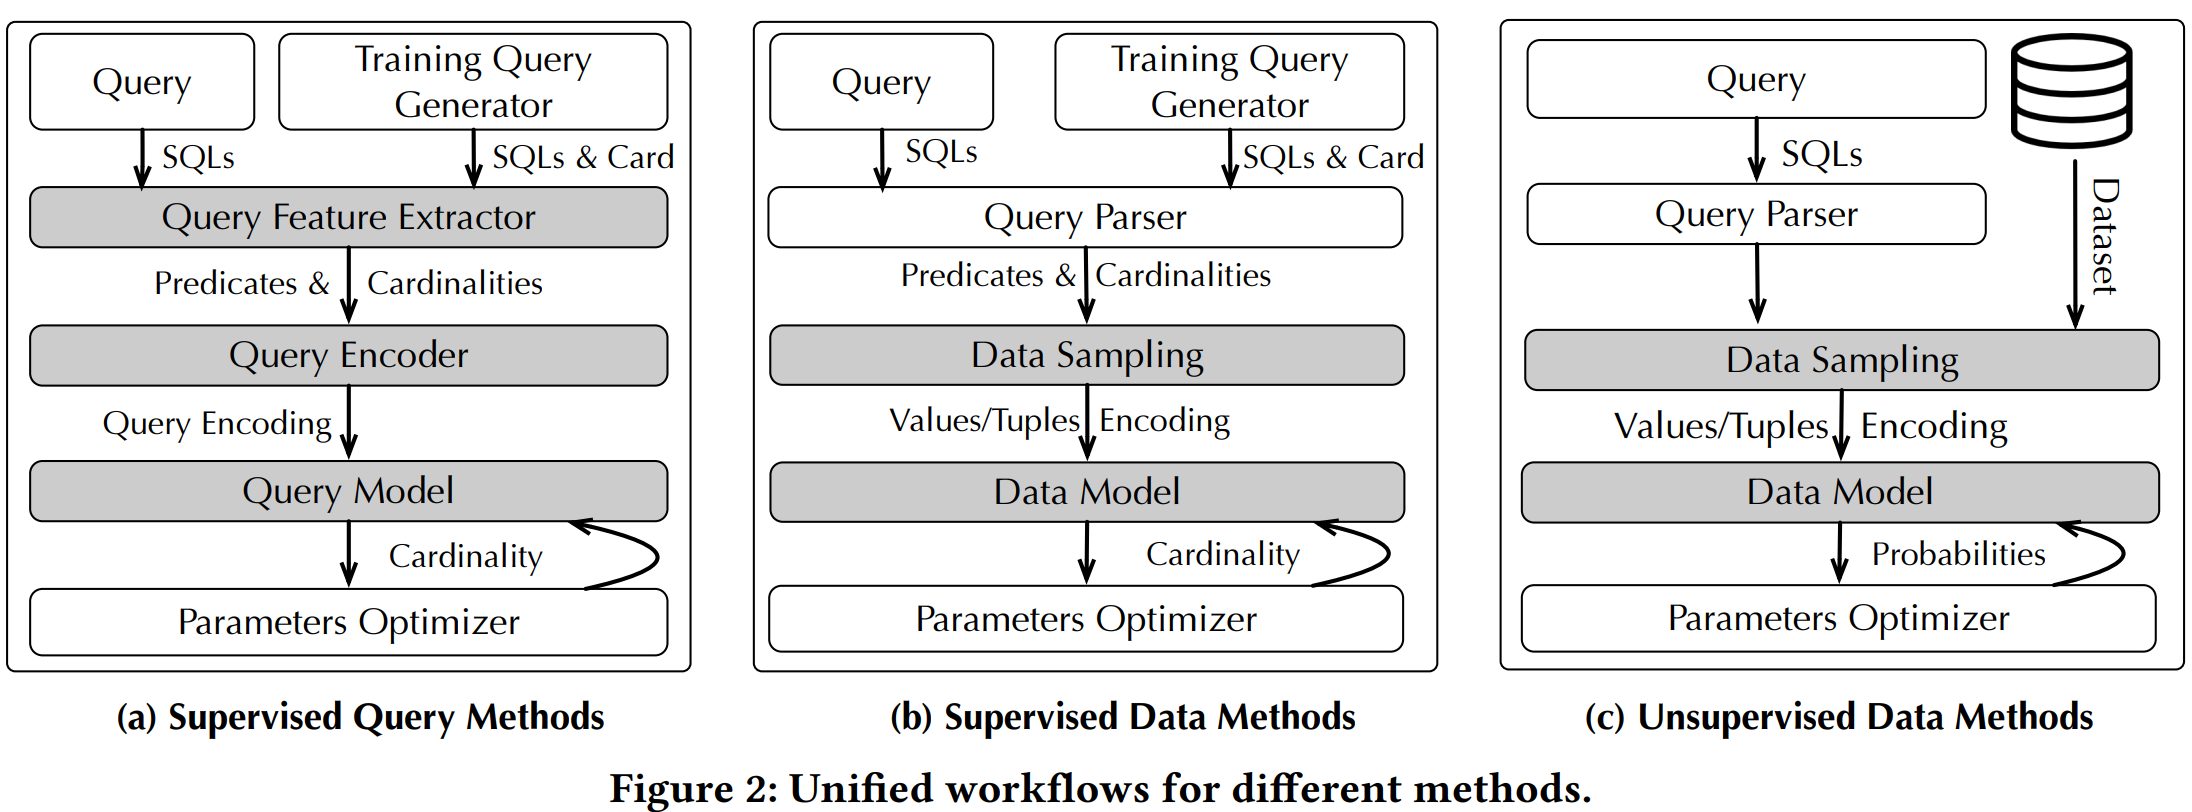 Query
Training Query
Generator
SQLs
SQLs & Card
Query Feature Extractor
Predicates & Cardinalities
Query Encoder
Query Encoding
Query Model
Cardinality
Parameters Optimizer
(a) Supervised Query Methods
Query
Training Query
Generator
SQLs
SQLs & Card
Query Parser
Predicates & Cardinalities
Data Sampling
Values/Tuples Encoding
Data Model
Cardinality
Parameters Optimizer
(b) Supervised Data Methods
Query
SQLs
Query Parser
Dataset
Data Sampling
Values/Tuples Encoding
Data Model
Probabilities
Parameters Optimizer
(c) Unsupervised Data Methods
Figure 2: Unified workflows for different methods.